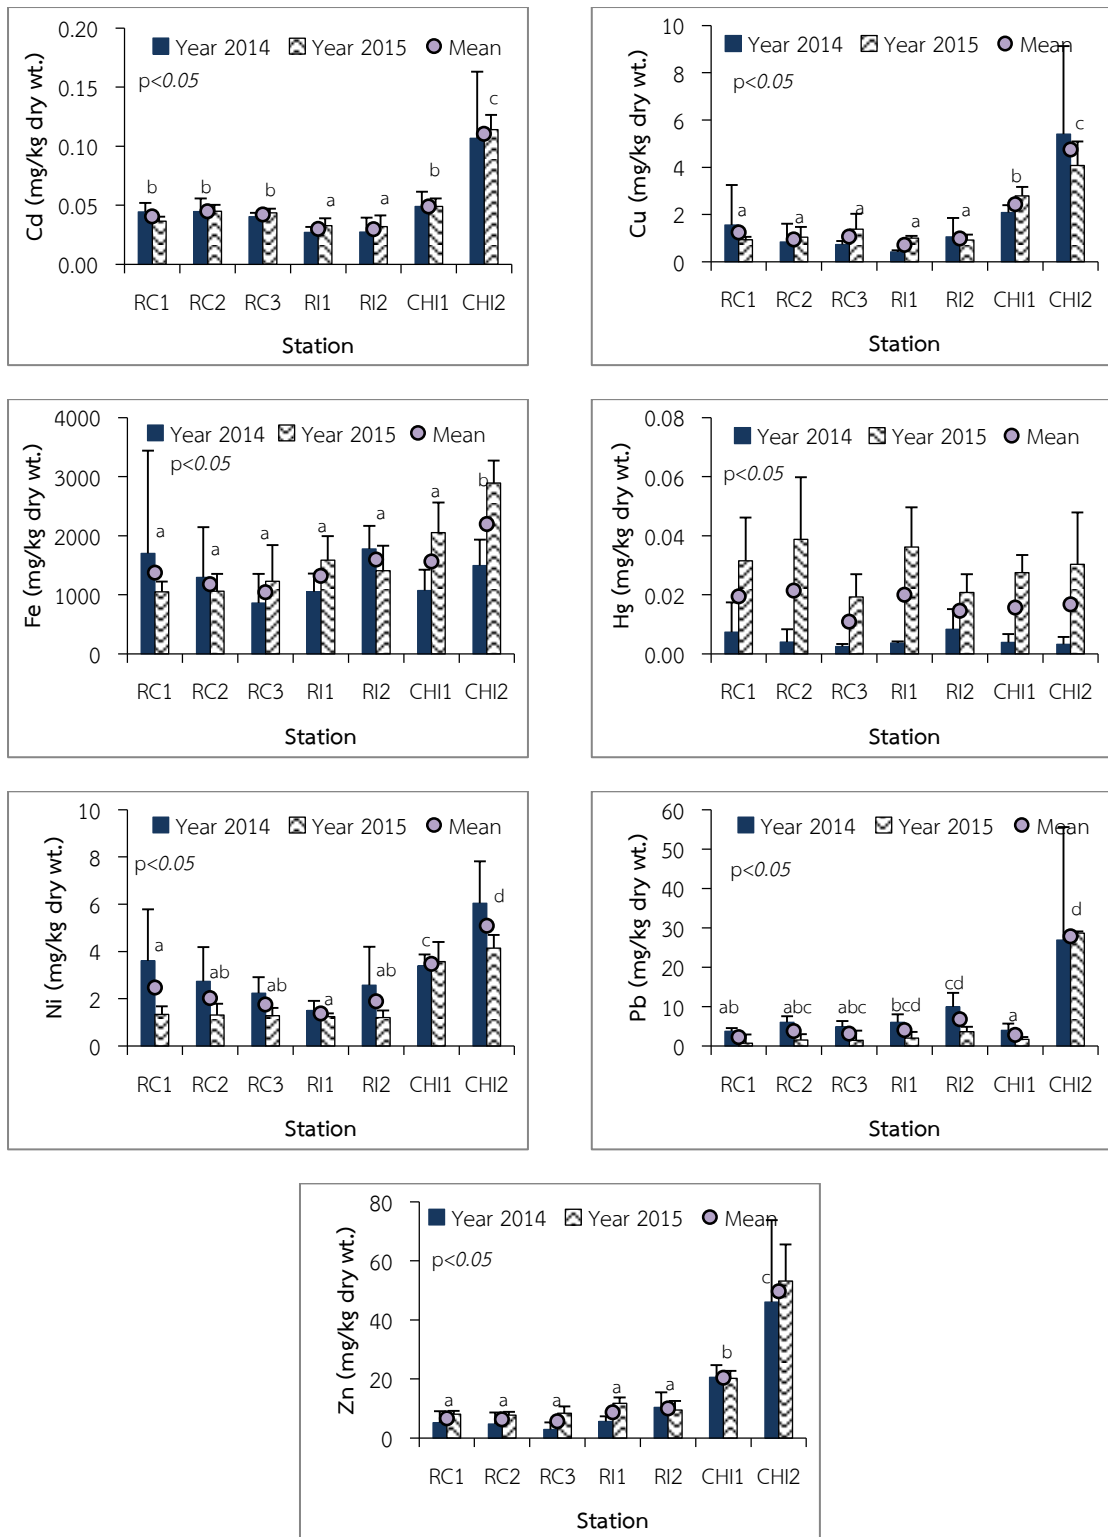 Cd (mg/kg dry wt.)
0.20
0.15
0.10
0.05
0.00
Year 2014 Year 2015 Mean
p<0.05
b b b a a b c
RC1 RC2 RC3 RI1 RI2 CHI1 CHI2
Station
Cu (mg/kg dry wt.)
10
8
6
4
2
0
Year 2014 Year 2015 Mean
p<0.05
a a a a a b c
RC1 RC2 RC3 RI1 RI2 CHI1 CHI2
Station
Fe (mg/kg dry wt.)
4000
3000
2000
1000
0
Year 2014 Year 2015 Mean
p<0.05
a a a a a a b
RC1 RC2 RC3 RI1 RI2 CHI1 CHI2
Station
Hg (mg/kg dry wt.)
0.08
0.06
0.04
0.02
0.00
Year 2014 Year 2015 Mean
p<0.05
RC1 RC2 RC3 RI1 RI2 CHI1 CHI2
Station
Ni (mg/kg dry wt.)
10
8
6
4
2
0
Year 2014 Year 2015 Mean
p<0.05
a ab ab a ab c d
RC1 RC2 RC3 RI1 RI2 CHI1 CHI2
Station
Pb (mg/kg dry wt.)
60
50
40
30
20
10
0
Year 2014 Year 2015 Mean
p<0.05
ab abc abc bcd cd a d
RC1 RC2 RC3 RI1 RI2 CHI1 CHI2
Station
Zn (mg/kg dry wt.)
80
60
40
20
0
Year 2014 Year 2015 Mean
p<0.05
a a a a a b c
RC1 RC2 RC3 RI1 RI2 CHI1 CHI2
Station